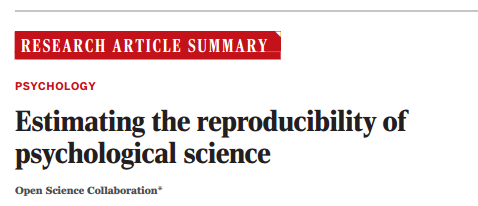 RESEARCH ARTICLE SUMMARY
PSYCHOLOGY
Estimating the reproducibility of
psychological science
Open Science Collaboration*